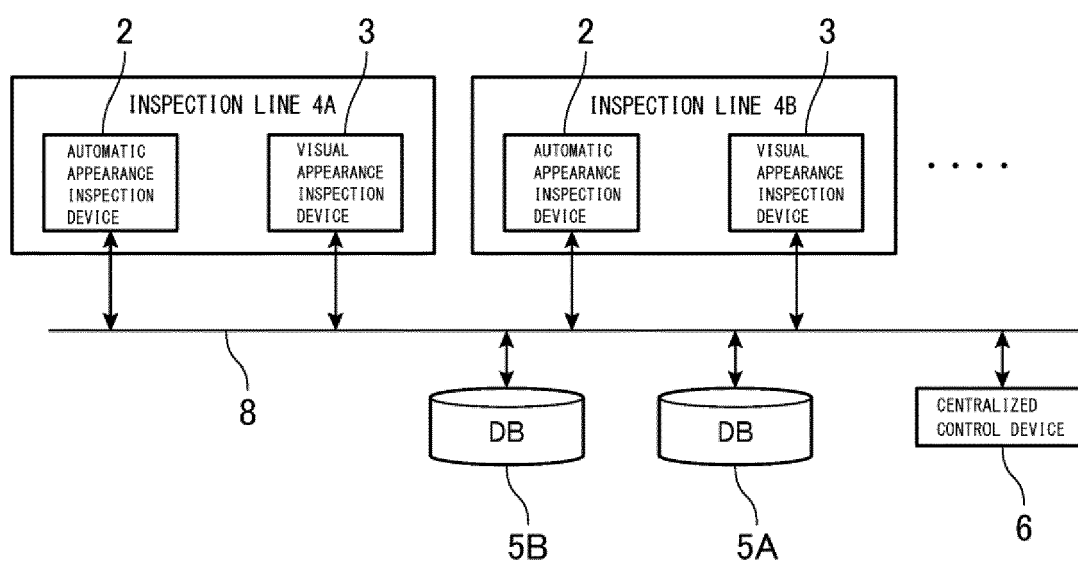 2
3
2
3
INSPECTION LINE 4A
INSPECTION LINE 4B
AUTOMATIC
APPEARANCE
INSPECTION
DEVICE
VISUAL
APPEARANCE
INSPECTION
DEVICE
AUTOMATIC
APPEARANCE
INSPECTION
DEVICE
VISUAL
APPEARANCE
INSPECTION
DEVICE
....
8
DB
DB
CENTRALIZED
CONTROL DEVICE
5B
5A
6